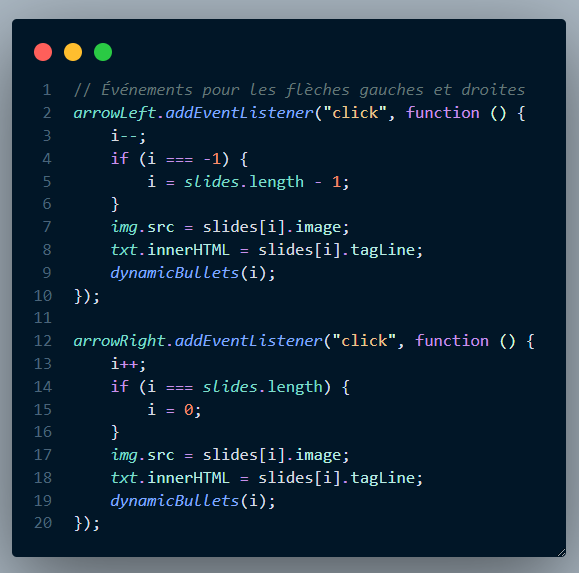 1 // Événements pour les flèches gauches et droites
2 arrowLeft.addEventListener("click", function () {
3     i--;
4     if (i === -1) {
5         i = slides.length - 1;
6     }
7     img.src = slides[i].image;
8     txt.innerHTML = slides[i].tagLine;
9     dynamicBullets(i);
10 });
11
12 arrowRight.addEventListener("click", function () {
13     i++;
14     if (i === slides.length) {
15         i = 0;
16     }
17     img.src = slides[i].image;
18     txt.innerHTML = slides[i].tagLine;
19     dynamicBullets(i);
20 });